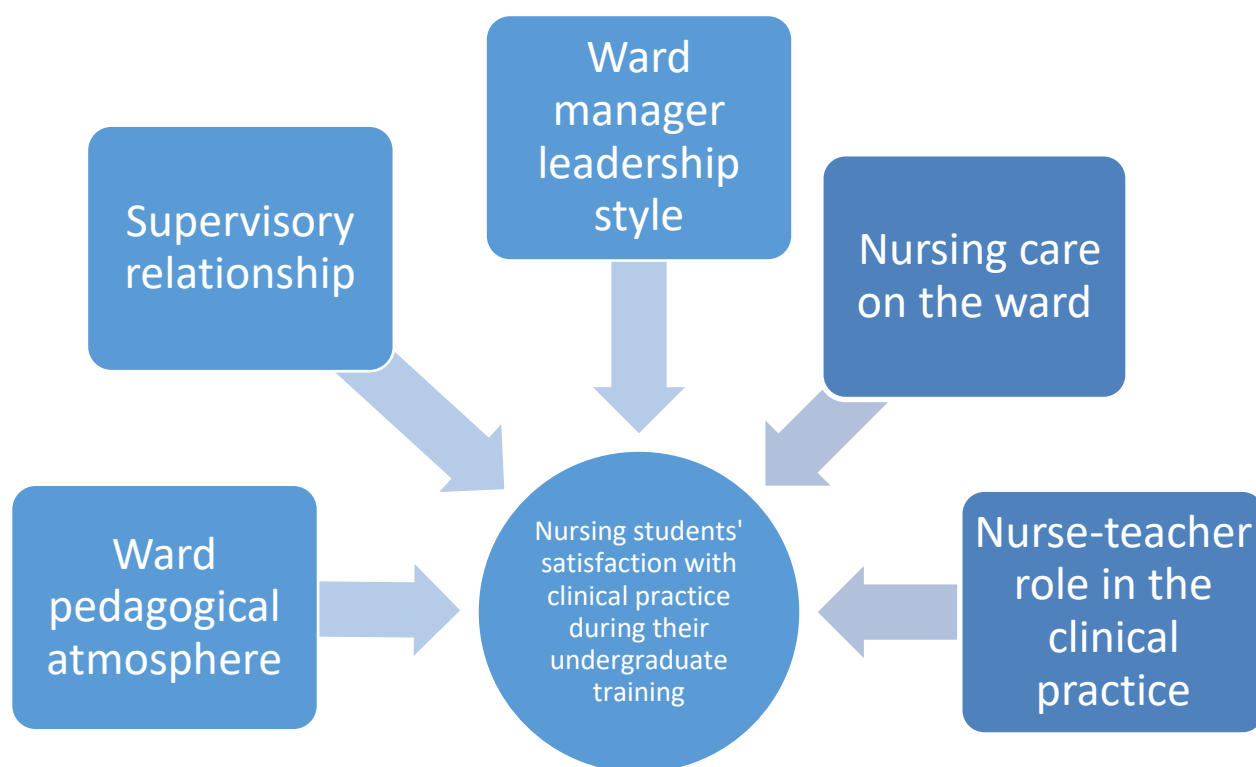 Ward
manager
leadership
style
Supervisory
relationship
Nursing care
on the ward
Ward
pedagogical
atmosphere
Nursing students'
satisfaction with
clinical practice
during their
undergraduate
training
Nurse-teacher
role in the
clinical
practice